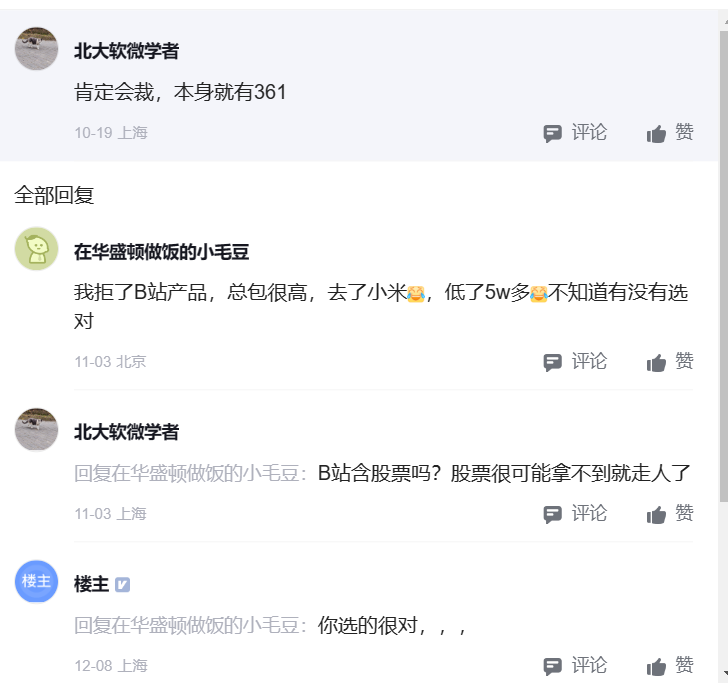 北大软微学者
肯定会裁，本身就有361
10-19 上海
评论 赞
全部回复
在华盛顿做饭的小毛豆
我拒了B站产品，总包很高，去了小米😂，低了5w多😂不知道有没有选
对
11-03 北京
评论 赞
北大软微学者
回复在华盛顿做饭的小毛豆：B站含股票吗？股票很可能拿不到就走人了
11-03 上海
评论 赞
楼主
楼主
回复在华盛顿做饭的小毛豆：你选的很对，，，
12-08 上海
评论 赞